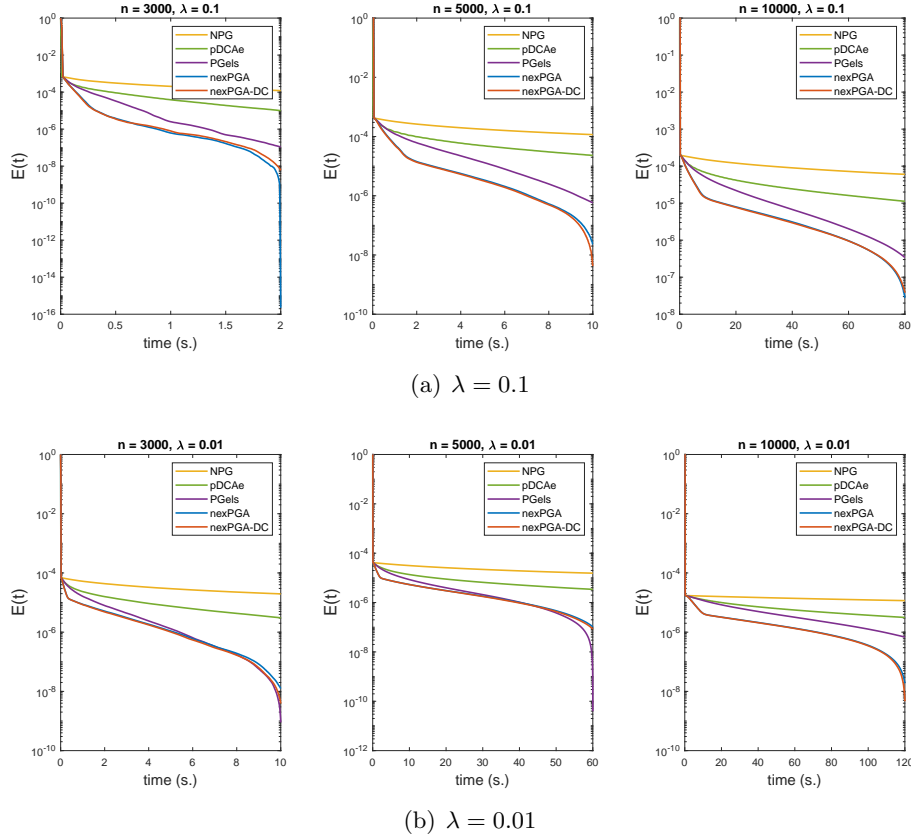 n = 3000, λ = 0.1
E(t)
10^0
10^-2
10^-4
10^-6
10^-8
10^-10
10^-12
10^-14
10^-16
NPG
pDCAe
PGels
nexPGA
nexPGA-DC
0 0.5 1 1.5 2
time (s.)
n = 5000, λ = 0.1
E(t)
10^0
10^-2
10^-4
10^-6
10^-8
10^-10
NPG
pDCAe
PGels
nexPGA
nexPGA-DC
0 2 4 6 8 10
time (s.)
n = 10000, λ = 0.1
E(t)
10^0
10^-1
10^-2
10^-3
10^-4
10^-5
10^-6
10^-7
10^-8
NPG
pDCAe
PGels
nexPGA
nexPGA-DC
0 20 40 60 80
time (s.)
(a) λ = 0.1
n = 3000, λ = 0.01
E(t)
10^0
10^-2
10^-4
10^-6
10^-8
10^-10
NPG
pDCAe
PGels
nexPGA
nexPGA-DC
0 2 4 6 8 10
time (s.)
n = 5000, λ = 0.01
E(t)
10^0
10^-2
10^-4
10^-6
10^-8
10^-10
10^-12
NPG
pDCAe
PGels
nexPGA
nexPGA-DC
0 10 20 30 40 50 60
time (s.)
n = 10000, λ = 0.01
E(t)
10^0
10^-2
10^-4
10^-6
10^-8
10^-10
NPG
pDCAe
PGels
nexPGA
nexPGA-DC
0 20 40 60 80 100 120
time (s.)
(b) λ = 0.01